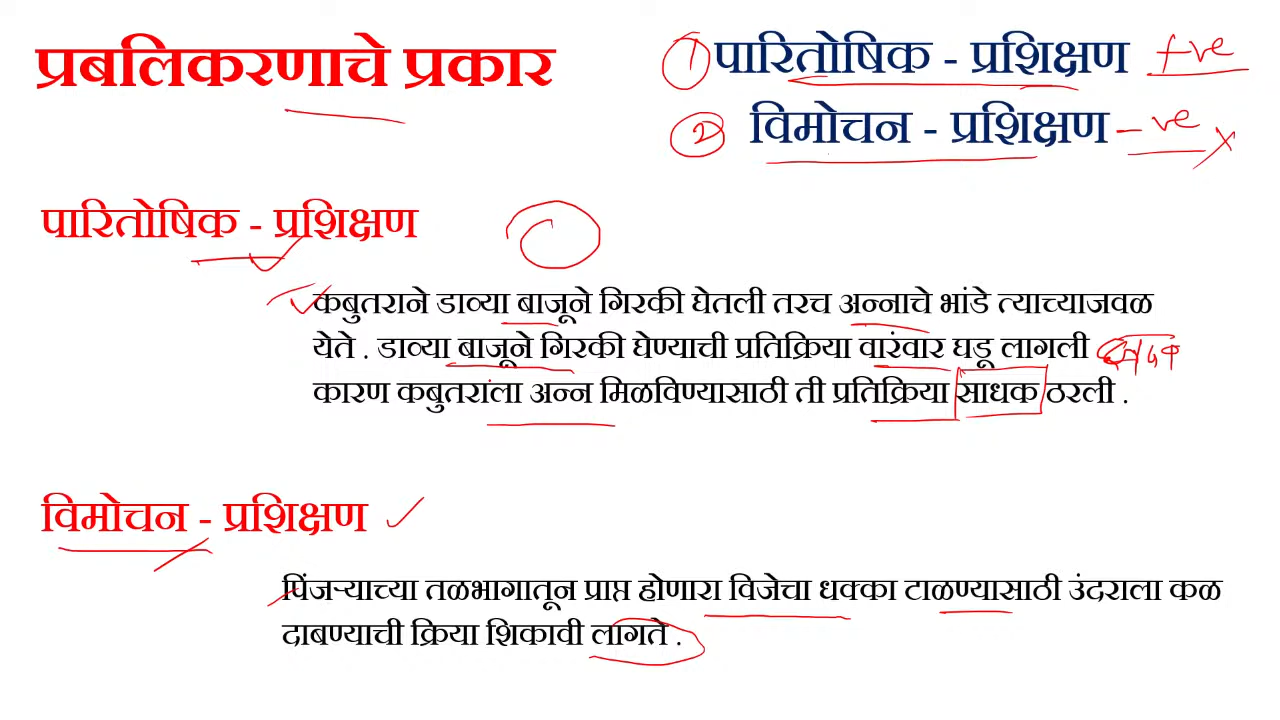 प्रबलिकरणाचे प्रकार
1 पारितोषिक - प्रशिक्षण +ve
2 विमोचन - प्रशिक्षण -ve x
पारितोषिक - प्रशिक्षण
कबुतराने डाव्या बाजूने गिरकी घेतली तरच अन्नाचे भांडे त्याच्याजवळ
येते . डाव्या बाजूने गिरकी घेण्याची प्रतिक्रिया वारंवार घडू लागली
कारण कबुतरांला अन्न मिळविण्यासाठी ती प्रतिक्रिया साधक ठरली .
विमोचन - प्रशिक्षण
पिंजऱ्याच्या तळभागातून प्राप्त होणारा विजेचा धक्का टाळण्यासाठी उंदराला कळ
दाबण्याची क्रिया शिकावी लागते .